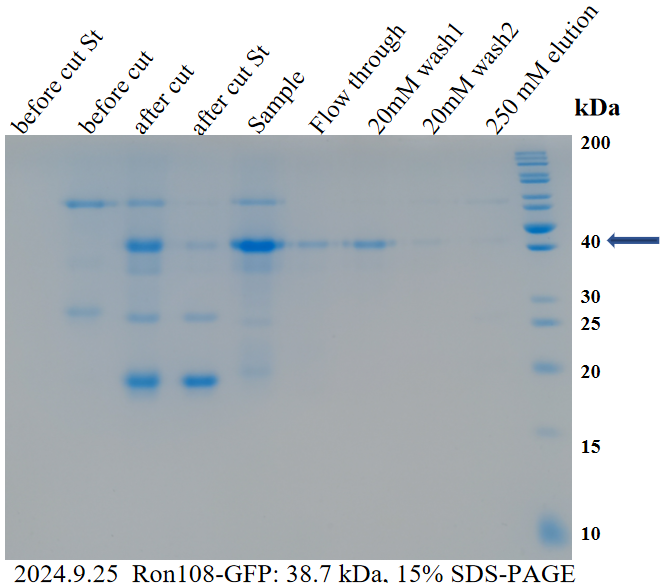 before cut St
before cut
after cut
after cut St
Sample
Flow through
20mM wash1
20mM wash2
250 mM elution
kDa
200
40
30
25
20
15
10
2024.9.25 Ron108-GFP: 38.7 kDa, 15% SDS-PAGE